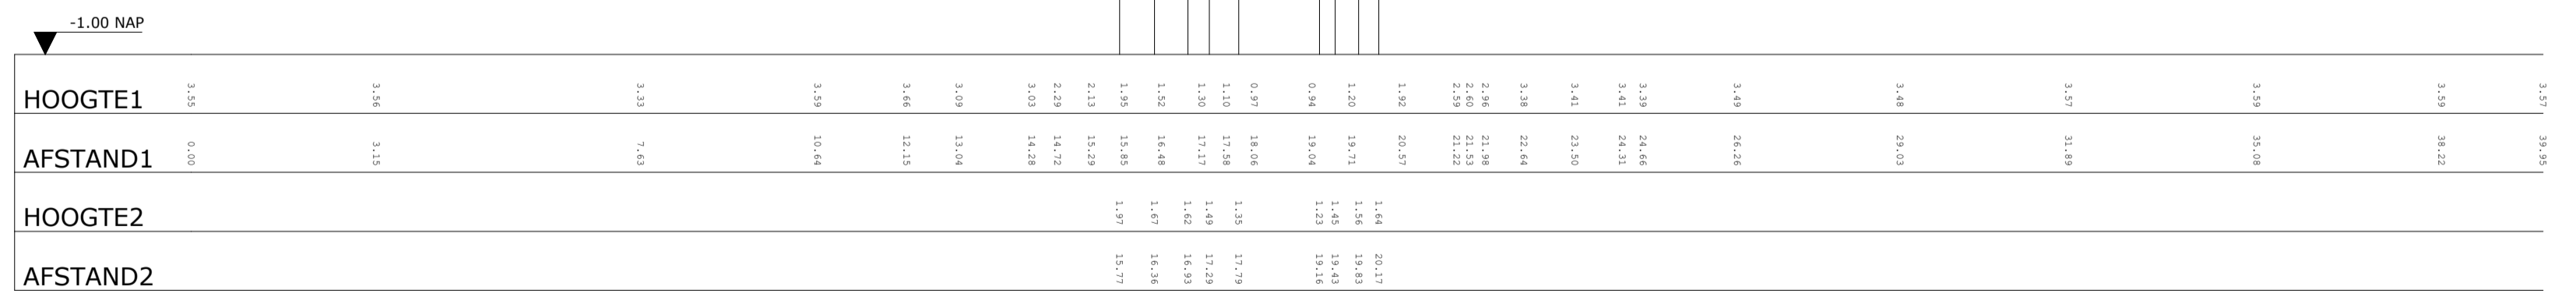 -1.00 NAP
HOOGTE1 3.55 3.56 3.33 3.59 3.66 3.09 3.03 2.29 2.13 1.95 1.52 1.30 1.10 0.97 0.94 1.20 1.92 2.59 2.60 2.96 3.38 3.41 3.41 3.39 3.49 3.48 3.57 3.59 3.59 3.57
AFSTAND1 0.00 3.15 7.63 10.64 12.15 13.04 14.28 14.72 15.29 15.85 16.48 17.17 17.58 18.06 19.04 19.71 20.57 21.22 21.53 21.98 22.64 23.50 24.31 24.66 26.26 29.03 31.89 35.08 38.22 39.95
HOOGTE2 1.97 1.67 1.62 1.49 1.35 1.23 1.45 1.56 1.64
AFSTAND2 15.77 16.36 16.93 17.29 17.79 19.16 19.43 19.83 20.17